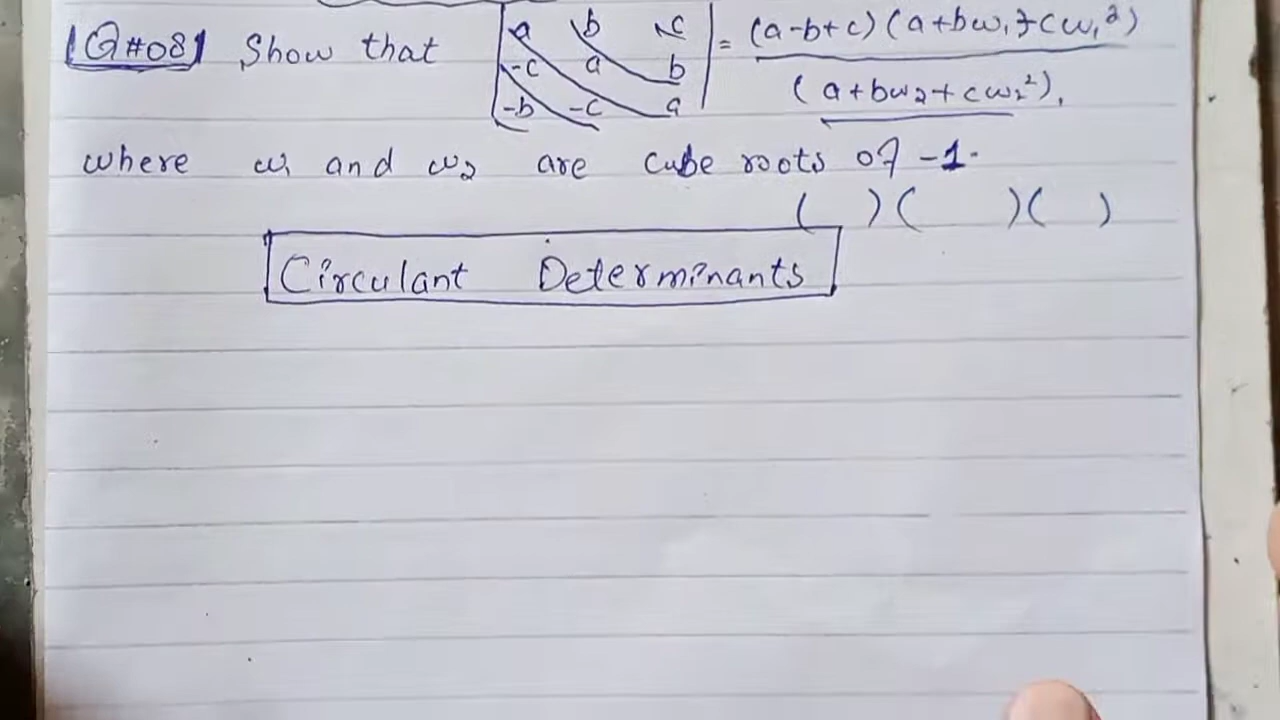 Q#08 Show that | a b c | = (a-b+c) (a+bω₁+cω₁²)
| -c a b | (a+bω₂+cω₂²),
| -b -c a |
where ω₁ and ω₂ are cube roots of -1.
( ) ( ) ( )
Circulant Determinants